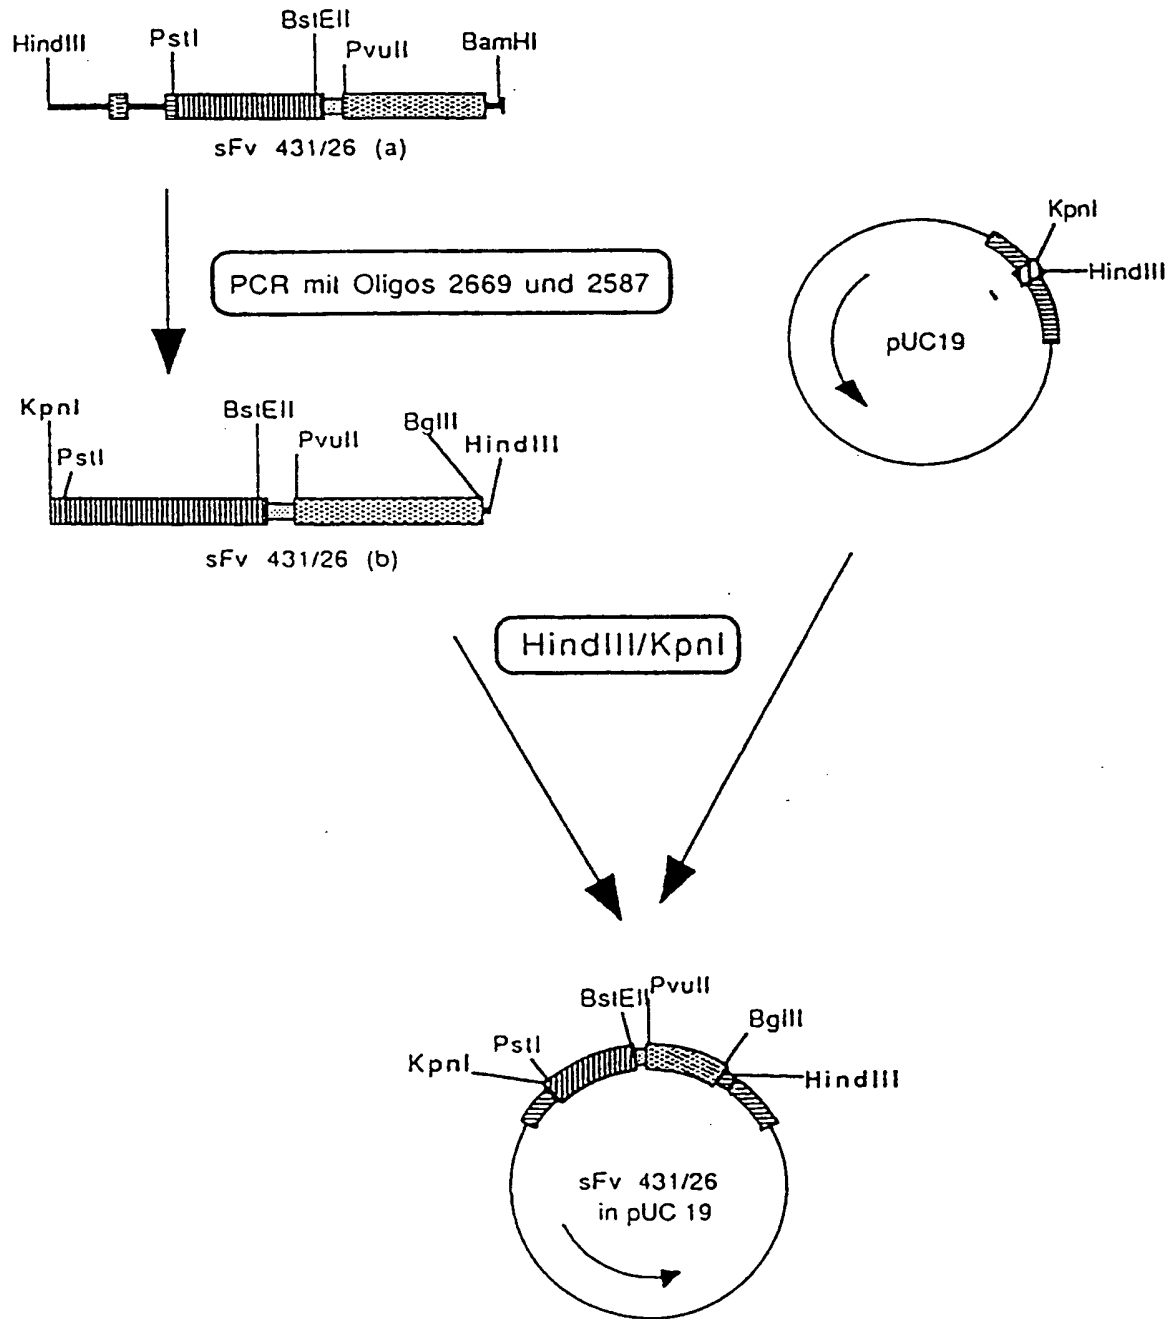 HindIII
PstI
BstEII
PvuII
BamHI
sFv 431/26 (a)
PCR mit Oligos 2669 und 2587
KpnI
HindIII
pUC19
KpnI
PstI
BstEII
PvuII
BglII
HindIII
sFv 431/26 (b)
HindIII/KpnI
KpnI
PstI
BstEII
PvuII
BglII
HindIII
sFv 431/26
in pUC 19